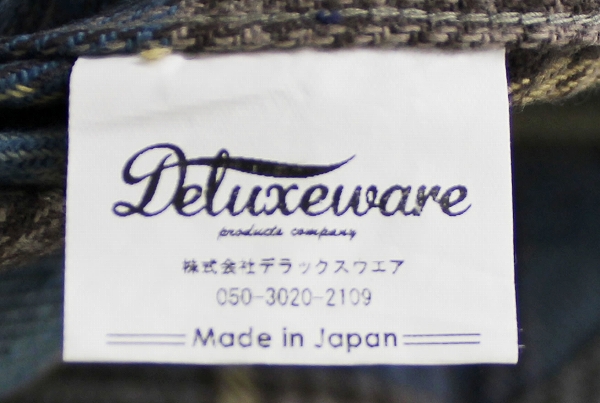 Deluxeware
products company
株式会社デラックスウエア
050-3020-2109
Made in Japan